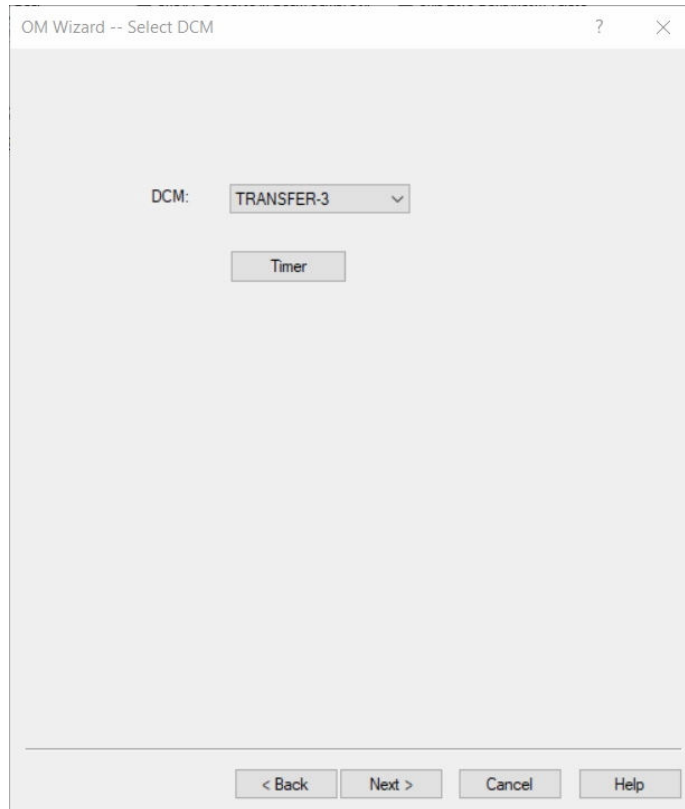 OM Wizard -- Select DCM ?
DCM: TRANSFER-3
Timer
< Back Next > Cancel Help